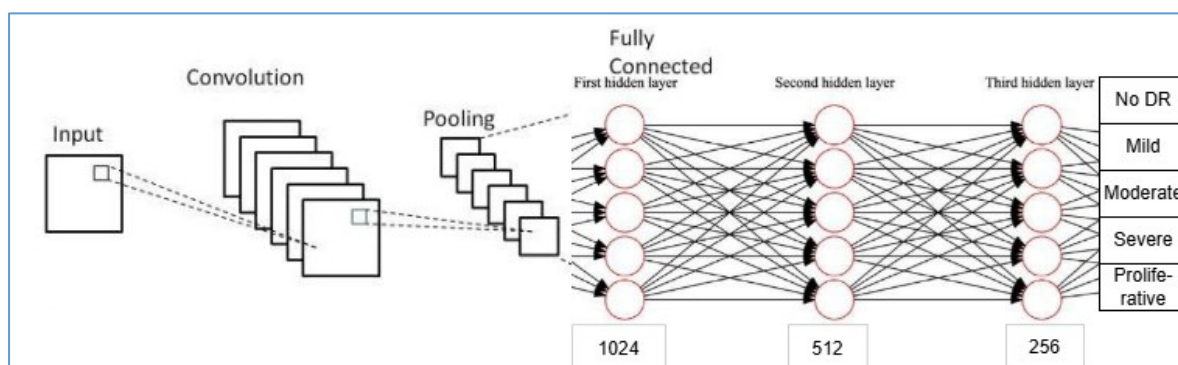 Input
Convolution
Pooling
Fully
Connected
First hidden layer
Second hidden layer
Third hidden layer
No DR
Mild
Moderate
Severe
Prolife-
rative
1024
512
256